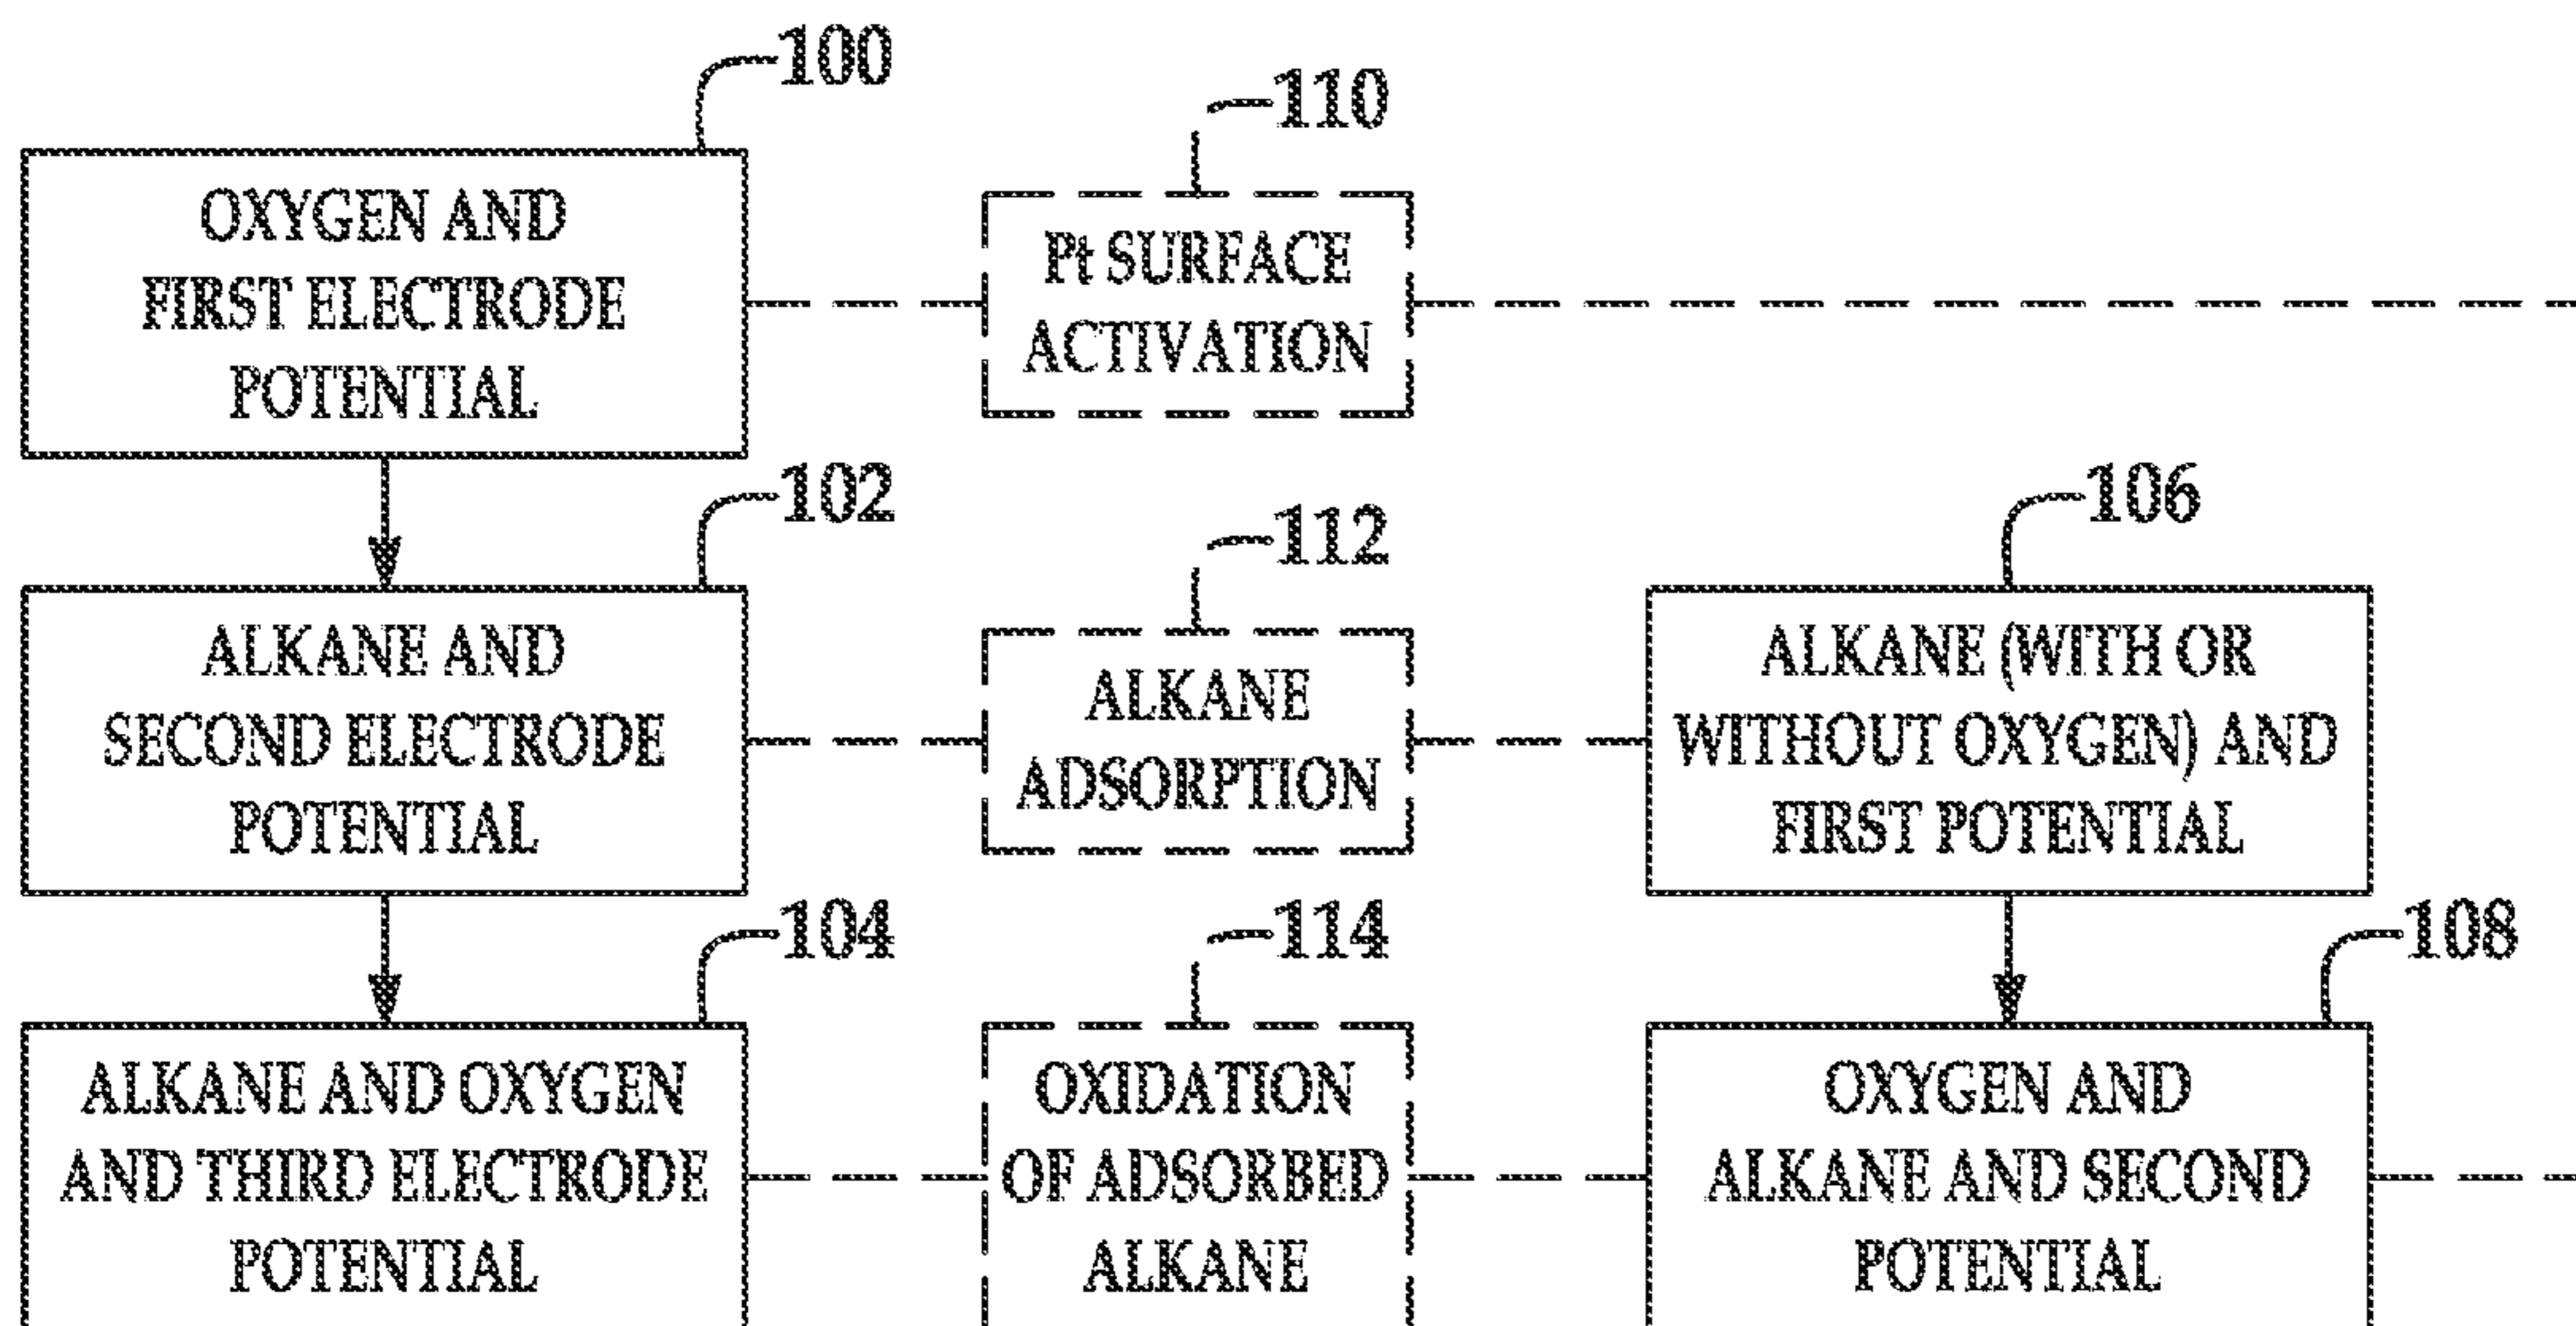 100
OXYGEN AND
FIRST ELECTRODE
POTENTIAL
110
Pt SURFACE
ACTIVATION
102
ALKANE AND
SECOND ELECTRODE
POTENTIAL
112
ALKANE
ADSORPTION
106
ALKANE (WITH OR
WITHOUT OXYGEN) AND
FIRST POTENTIAL
104
ALKANE AND OXYGEN
AND THIRD ELECTRODE
POTENTIAL
114
OXIDATION
OF ADSORBED
ALKANE
108
OXYGEN AND
ALKANE AND SECOND
POTENTIAL